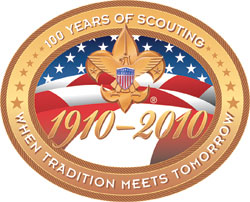 100 YEARS OF SCOUTING
®
1910–2010
WHEN TRADITION MEETS TOMORROW